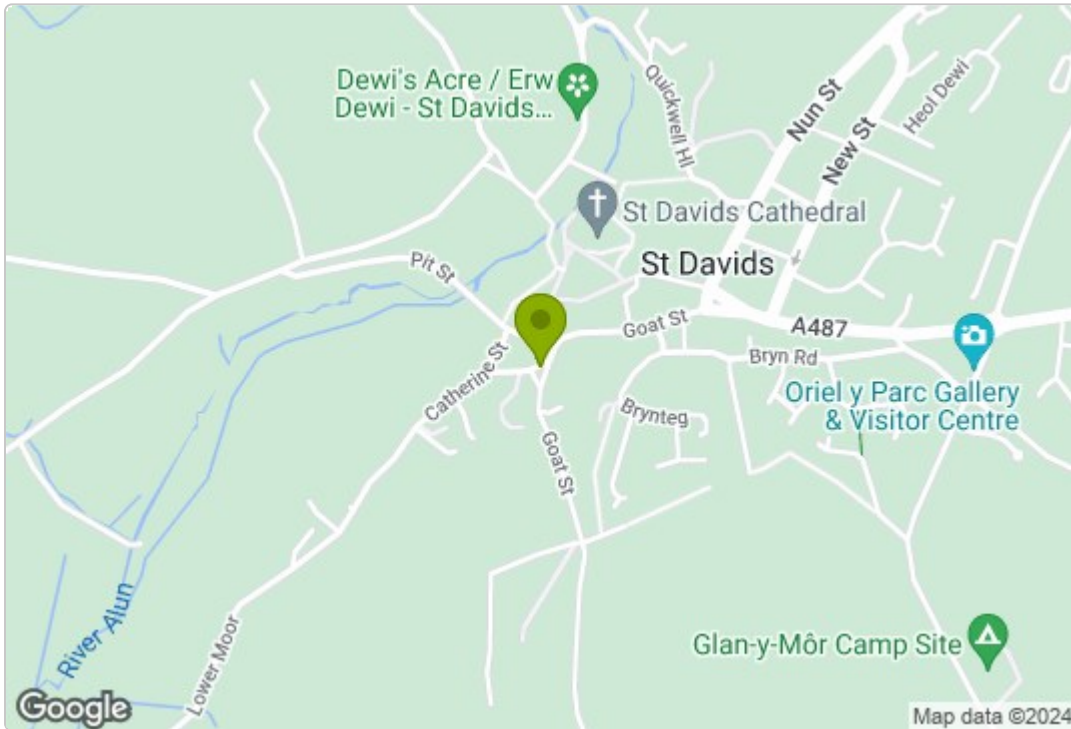 Dewi's Acre / Erw
Dewi - St Davids...
Quickwell Hl
Nun St
New St
Heol Dewi
St Davids Cathedral
St Davids
Pit St
Goat St
A487
Bryn Rd
Catherine St
Brynteg
Oriel y Parc Gallery
& Visitor Centre
Goat St
River Alun
Lower Moor
Glan-y-Môr Camp Site
Google
Map data ©2024